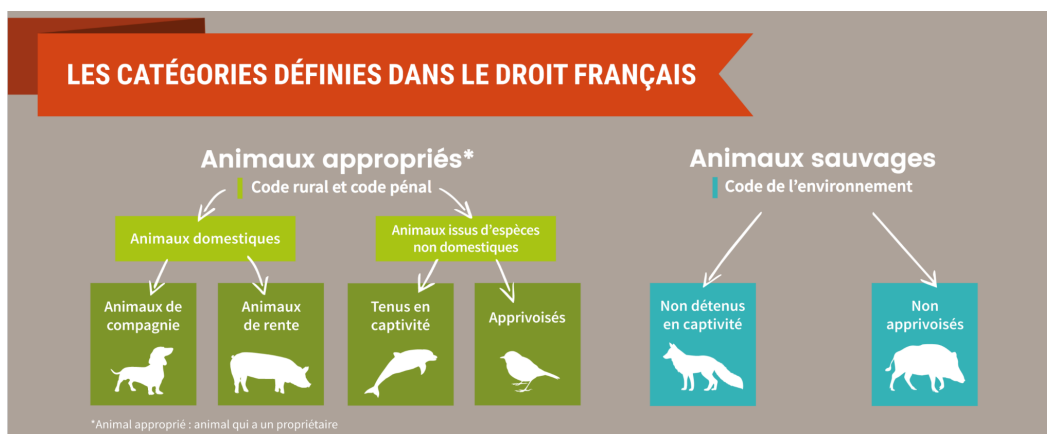 LES CATÉGORIES DÉFINIES DANS LE DROIT FRANÇAIS
Animaux appropriés*
Code rural et code pénal
Animaux domestiques
Animaux issus d'espèces
non domestiques
Animaux de
compagnie
Animaux
de rente
Tenus en
captivité
Apprivoisés
Animaux sauvages
Code de l'environnement
Non détenus
en captivité
Non
apprivoisés
*Animal approprié : animal qui a un propriétaire